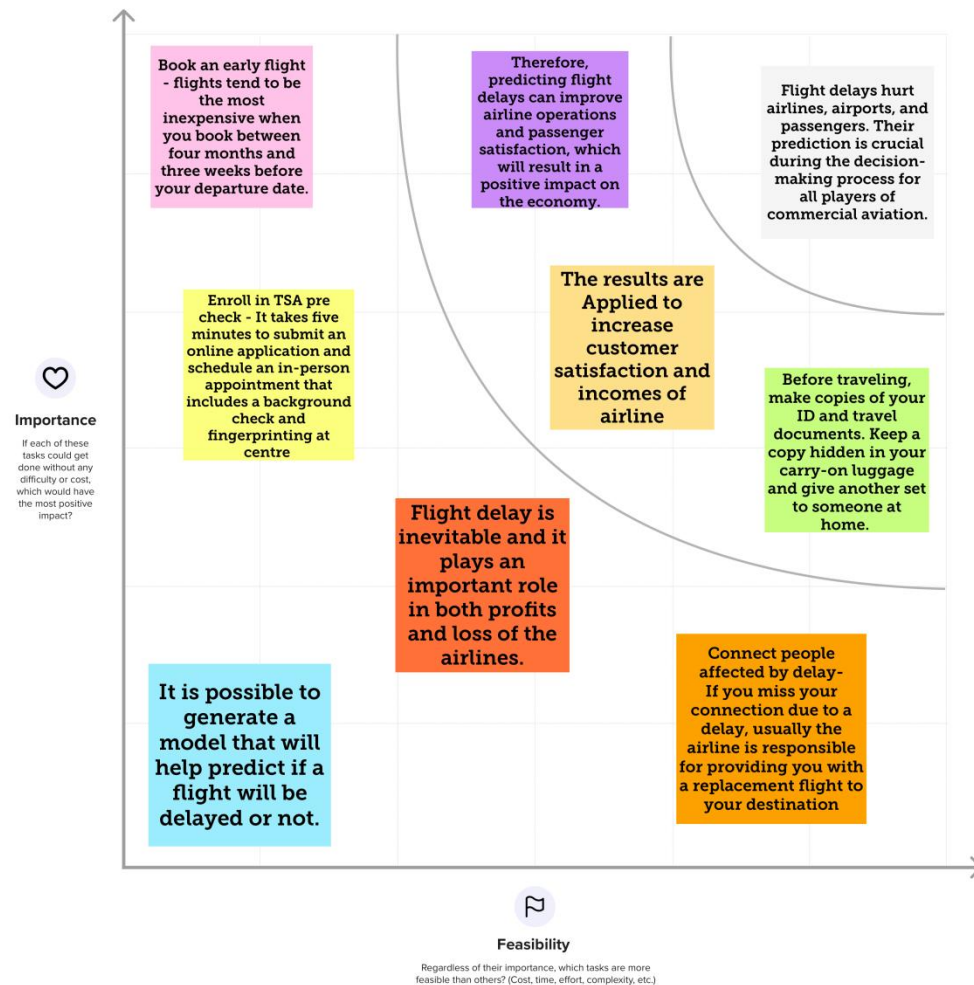 Book an early flight
- flights tend to be
the most
inexpensive when
you book between
four months and
three weeks before
your departure date.
Therefore,
predicting flight
delays can improve
airline operations
and passenger
satisfaction, which
will result in a
positive impact on
the economy.
Flight delays hurt
airlines, airports, and
passengers. Their
prediction is crucial
during the decision-
making process for
all players of
commercial aviation.
Enroll in TSA pre
check - It takes five
minutes to submit an
online application and
schedule an in-person
appointment that
includes a background
check and
fingerprinting at
centre
The results are
Applied to
increase
customer
satisfaction and
incomes of
airline
Before traveling,
make copies of your
ID and travel
documents. Keep a
copy hidden in your
carry-on luggage
and give another set
to someone at
home.
Importance
If each of these
tasks could get
done without any
difficulty or cost,
which would have
the most positive
impact?
Flight delay is
inevitable and it
plays an
important role
in both profits
and loss of the
airlines.
It is possible to
generate a
model that will
help predict if a
flight will be
delayed or not.
Connect people
affected by delay-
If you miss your
connection due to a
delay, usually the
airline is responsible
for providing you with
a replacement flight to
your destination
Feasibility
Regardless of their importance, which tasks are more
feasible than others? (Cost, time, effort, complexity, etc.)